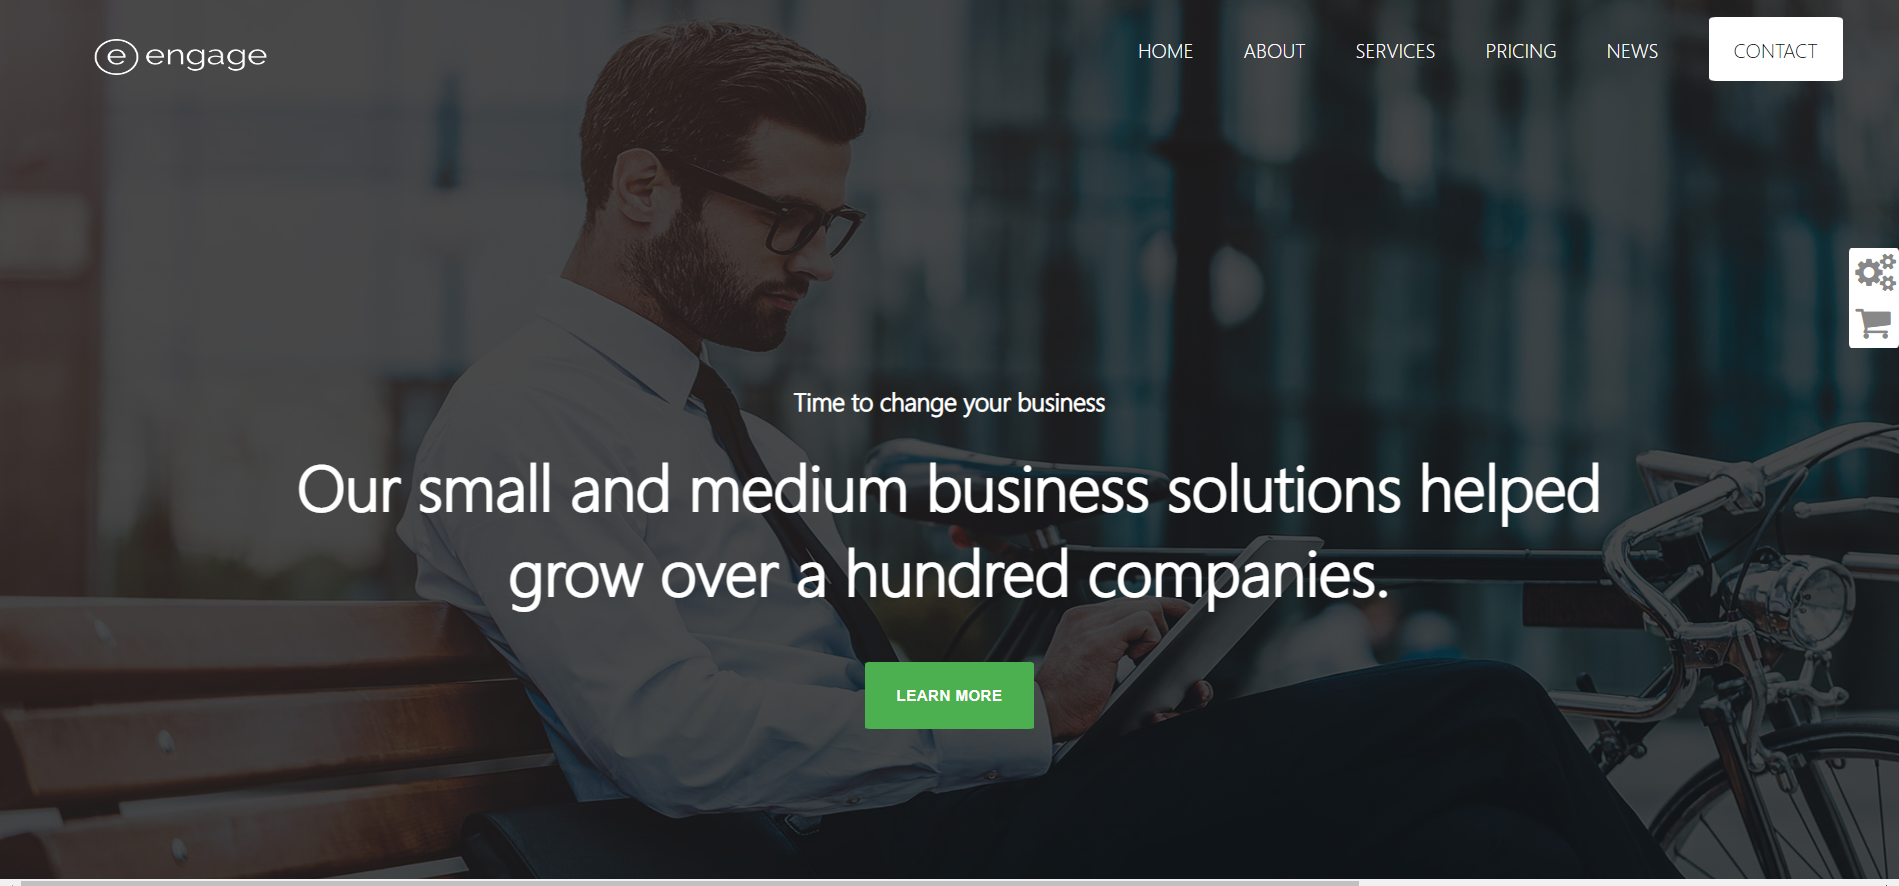 e engage
HOME ABOUT SERVICES PRICING NEWS CONTACT
Time to change your business
Our small and medium business solutions helped
grow over a hundred companies.
LEARN MORE